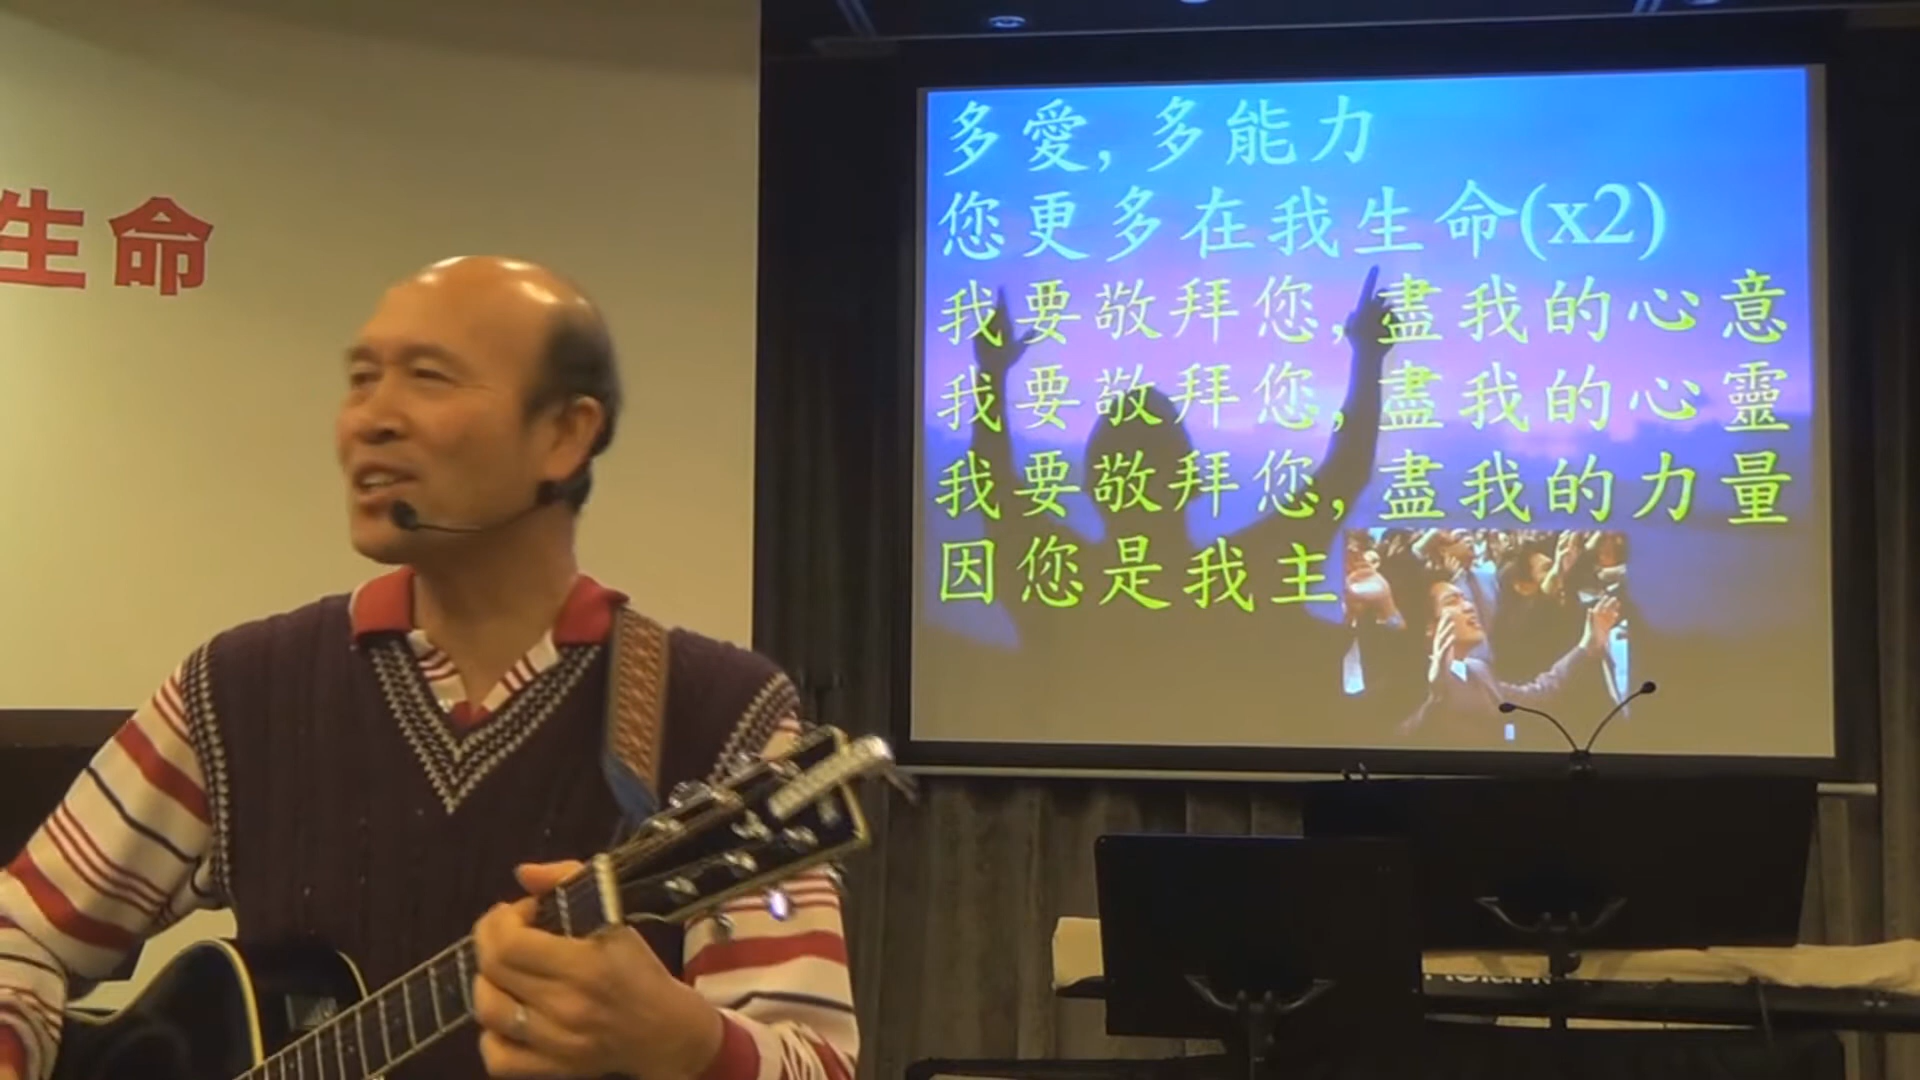 生命
多愛,多能力
您更多在我生命(x2)
我要敬拜您,盡我的心意
我要敬拜您,盡我的心靈
我要敬拜您,盡我的力量
因您是我主
Roland